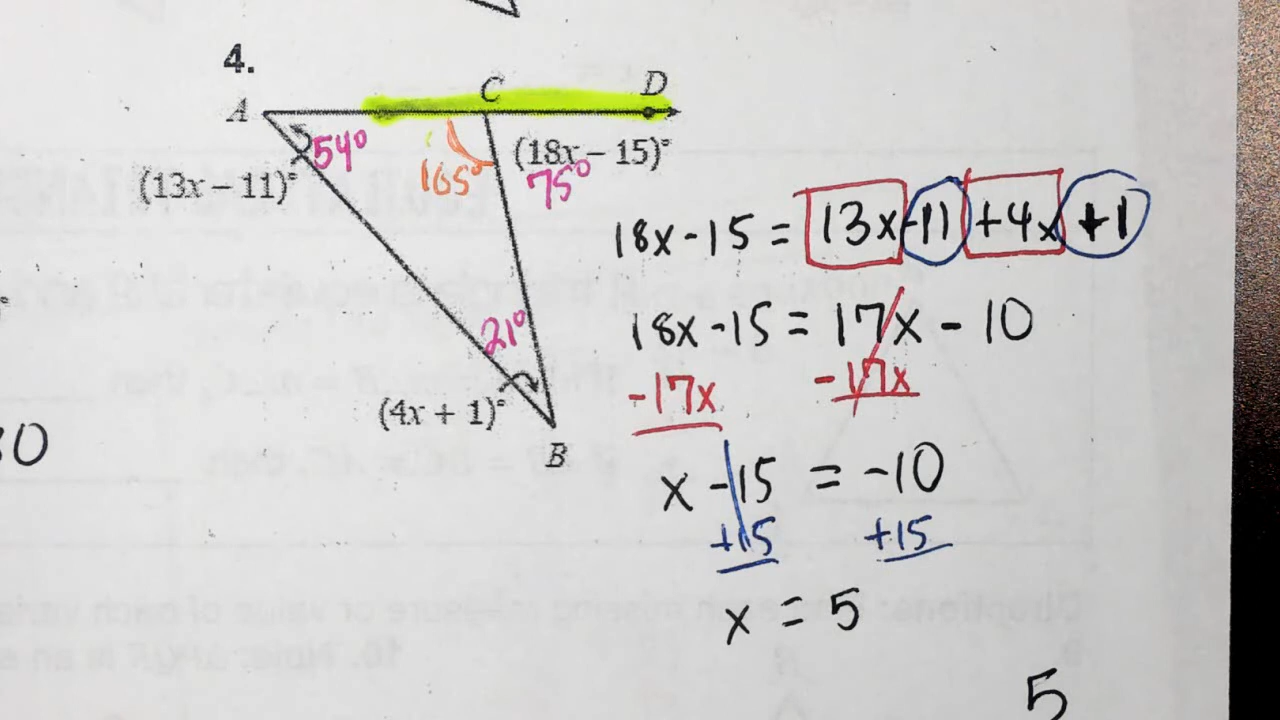 4.
A
C
D
54°
(13x − 11)°
105°
(18x − 15)°
75°
21°
(4x + 1)°
B
18x - 15 = 13x - 11 + 4x + 1
18x - 15 = 17x - 10
-17x -17x
x - 15 = -10
+15 +15
x = 5
5